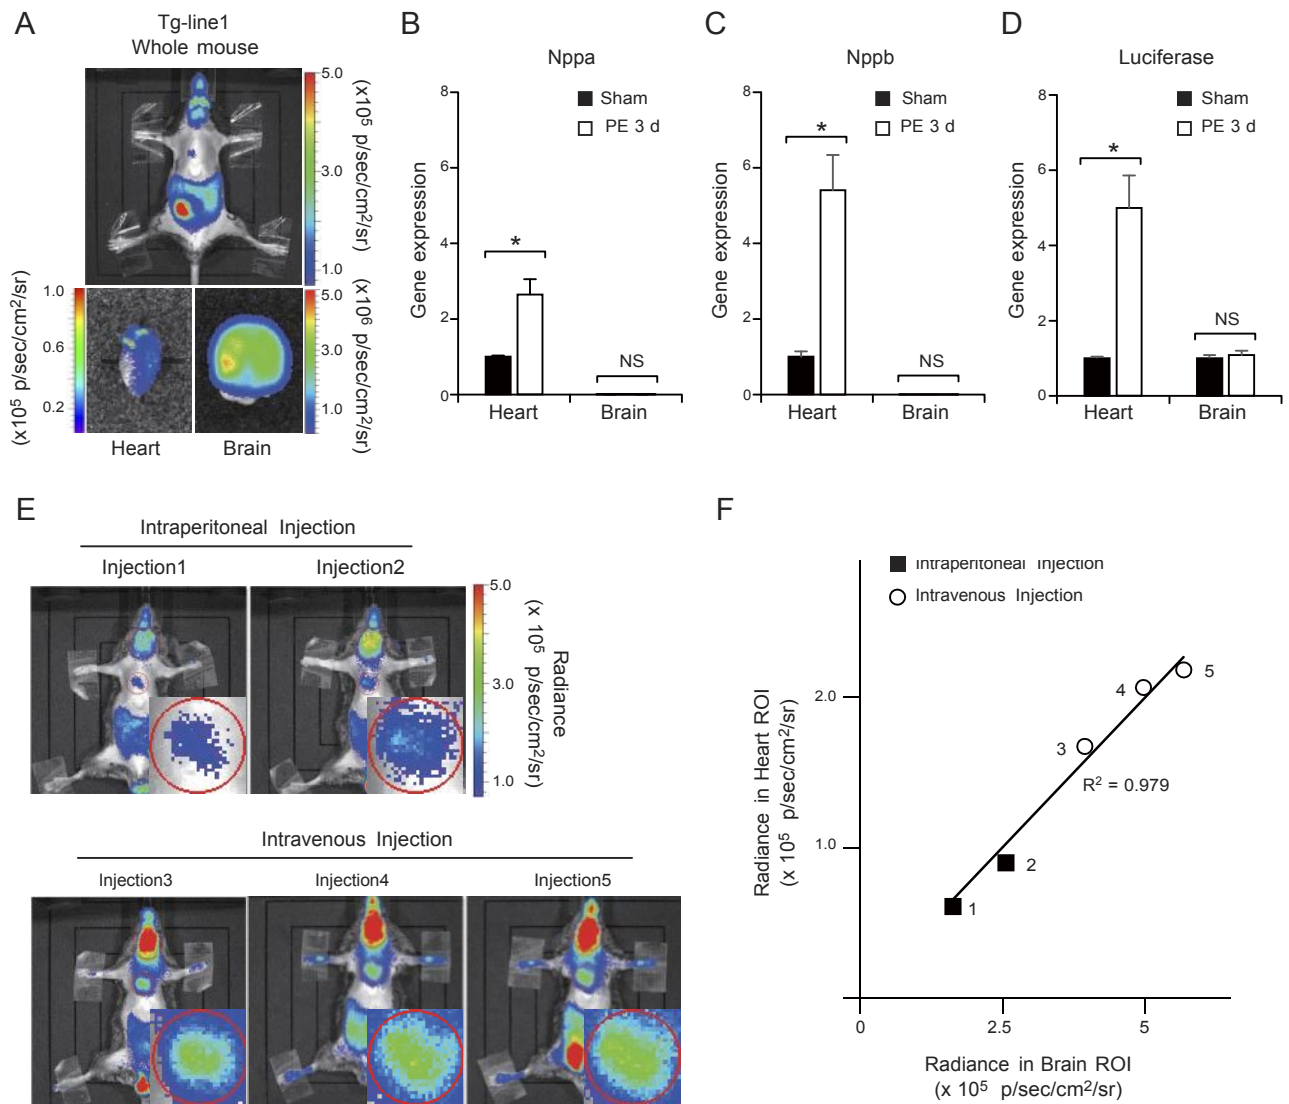 A
Tg-line1
Whole mouse
5.0
3.0
1.0
(x10⁵ p/sec/cm²/sr)
1.0
0.6
0.2
(x10⁵ p/sec/cm²/sr)
5.0
3.0
1.0
(x10⁶ p/sec/cm²/sr)
Heart
Brain
B
Nppa
Sham
PE 3 d
Gene expression
8
6
4
2
0
*
NS
Heart
Brain
C
Nppb
Sham
PE 3 d
Gene expression
8
6
4
2
0
*
NS
Heart
Brain
D
Luciferase
Sham
PE 3 d
Gene expression
8
6
4
2
0
*
NS
Heart
Brain
E
Intraperitoneal Injection
Injection1
Injection2
5.0
3.0
1.0
Radiance
(x 10⁵ p/sec/cm²/sr)
Intravenous Injection
Injection3
Injection4
Injection5
F
Intraperitoneal Injection
Intravenous Injection
Radiance in Heart ROI
(x 10⁵ p/sec/cm²/sr)
2.0
1.0
4
5
3
R² = 0.979
2
1
0
2.5
5
Radiance in Brain ROI
(x 10⁵ p/sec/cm²/sr)